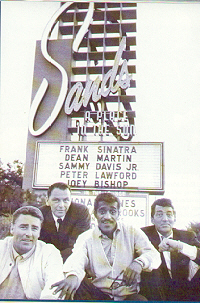 Sands
A PLACE
IN THE SUN
FRANK SINATRA
DEAN MARTIN
SAMMY DAVIS JR
PETER LAWFORD
JOEY BISHOP